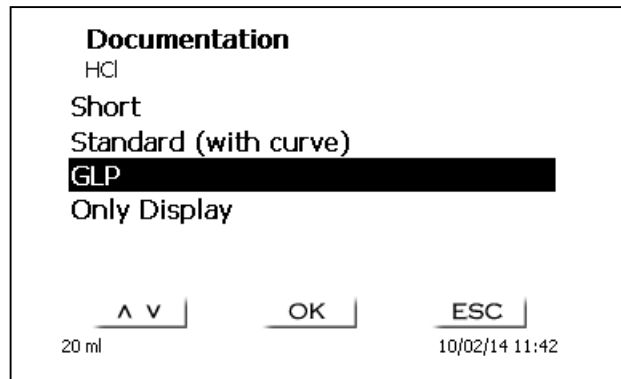 Documentation
HCl
Short
Standard (with curve)
GLP
Only Display
∧ ∨ OK ESC
20 ml 10/02/14 11:42